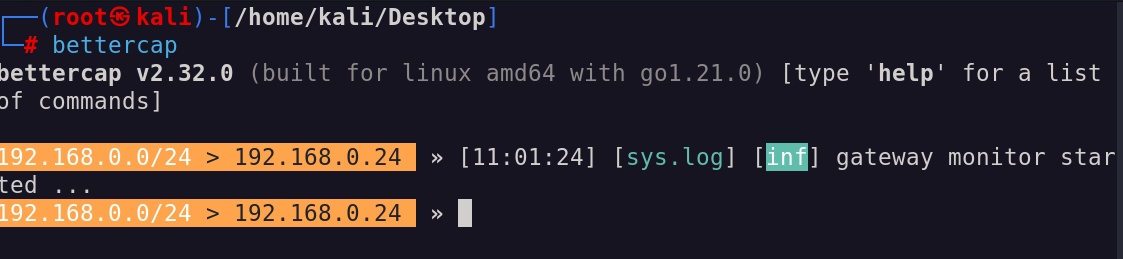 ┌──(root㉿kali)-[/home/kali/Desktop]
└─# bettercap
bettercap v2.32.0 (built for linux amd64 with go1.21.0) [type 'help' for a list
of commands]
192.168.0.0/24 > 192.168.0.24 » [11:01:24] [sys.log] [inf] gateway monitor star
ted ...
192.168.0.0/24 > 192.168.0.24 »